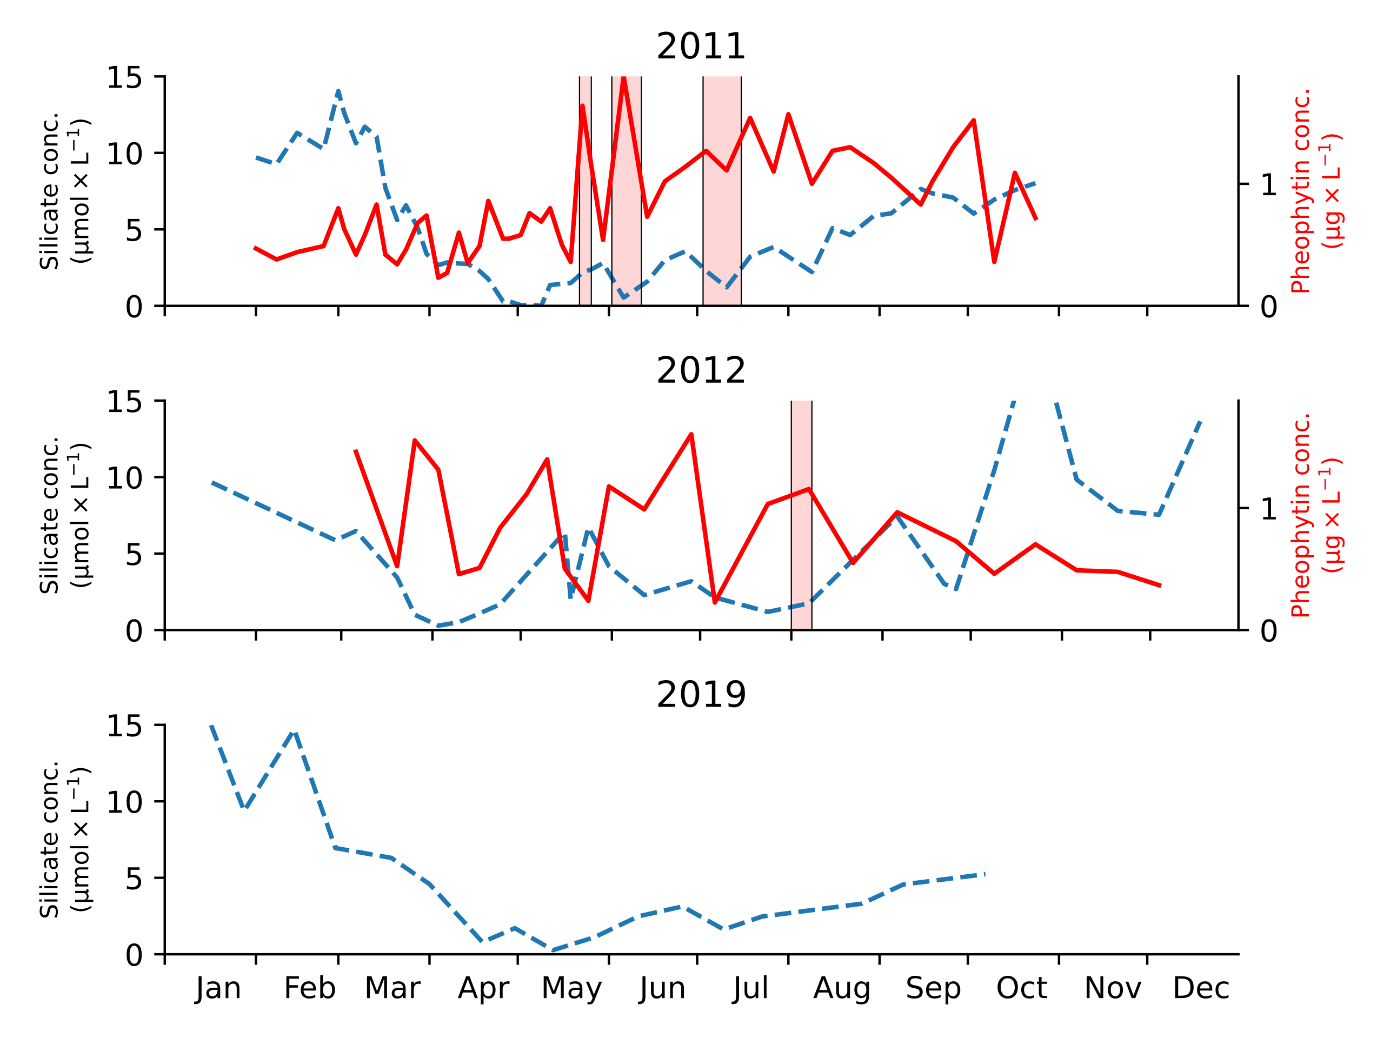 2011
15
10
5
0
Silicate conc.
(μmol × L⁻¹)
1
0
Pheophytin conc.
(μg × L⁻¹)
2012
15
10
5
0
Silicate conc.
(μmol × L⁻¹)
1
0
Pheophytin conc.
(μg × L⁻¹)
2019
15
10
5
0
Silicate conc.
(μmol × L⁻¹)
Jan Feb Mar Apr May Jun Jul Aug Sep Oct Nov Dec